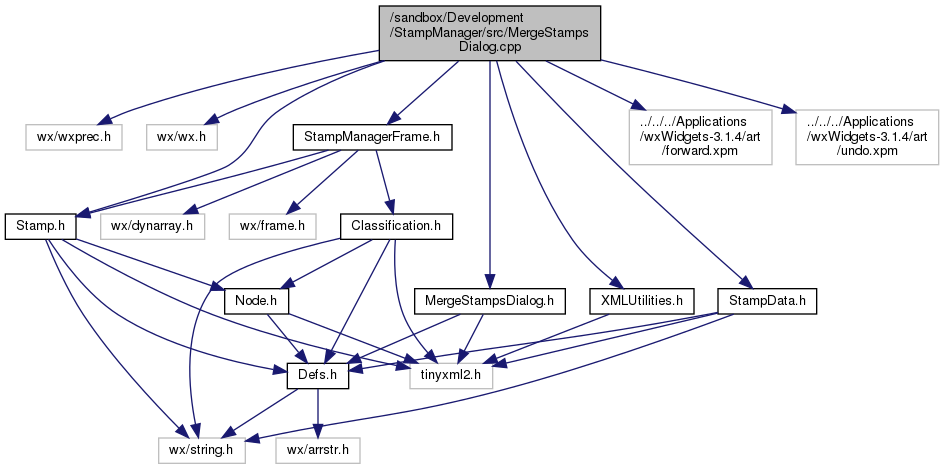 /sandbox/Development
/StampManager/src/MergeStamps
Dialog.cpp
wx/wxprec.h
wx/wx.h
StampManagerFrame.h
../../../Applications
/wxWidgets-3.1.4/art
/forward.xpm
../../../Applications
/wxWidgets-3.1.4/art
/undo.xpm
Stamp.h
wx/dynarray.h
wx/frame.h
Classification.h
Node.h
MergeStampsDialog.h
XMLUtilities.h
StampData.h
Defs.h
tinyxml2.h
wx/string.h
wx/arrstr.h